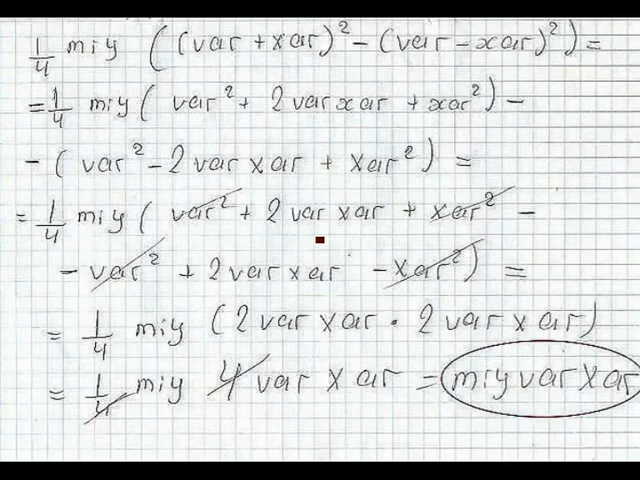 1/4 miy ((var + xar)² - (var - xar)²) =
= 1/4 miy ( var² + 2 var xar + xar²) -
- ( var² - 2 var xar + xar²) =
= 1/4 miy ( var² + 2 var xar + xar² -
- var² + 2 var xar - xar²) =
= 1/4 miy (2 var xar · 2 var xar)
= 1/4 miy 4 var xar = miy var xar